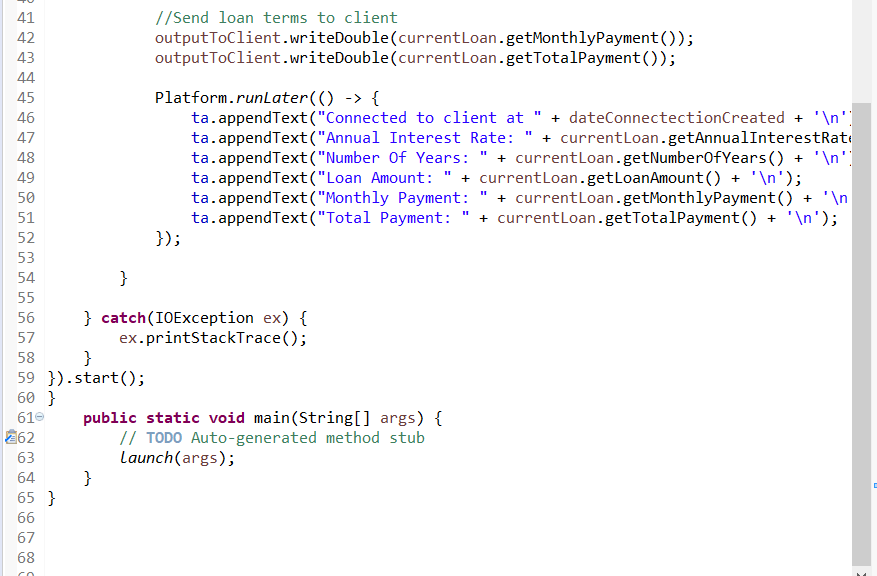 41 //Send loan terms to client
42 outputToClient.writeDouble(currentLoan.getMonthlyPayment());
43 outputToClient.writeDouble(currentLoan.getTotalPayment());
44
45 Platform.runLater(() -> {
46 ta.appendText("Connected to client at " + dateConnectectionCreated + '\n'
47 ta.appendText("Annual Interest Rate: " + currentLoan.getAnnualInterestRate
48 ta.appendText("Number Of Years: " + currentLoan.getNumberOfYears() + '\n'
49 ta.appendText("Loan Amount: " + currentLoan.getLoanAmount() + '\n');
50 ta.appendText("Monthly Payment: " + currentLoan.getMonthlyPayment() + '\n
51 ta.appendText("Total Payment: " + currentLoan.getTotalPayment() + '\n');
52 });
53
54 }
55
56 } catch(IOException ex) {
57 ex.printStackTrace();
58 }
59 }).start();
60 }
61 public static void main(String[] args) {
62 // TODO Auto-generated method stub
63 launch(args);
64 }
65 }
66
67
68